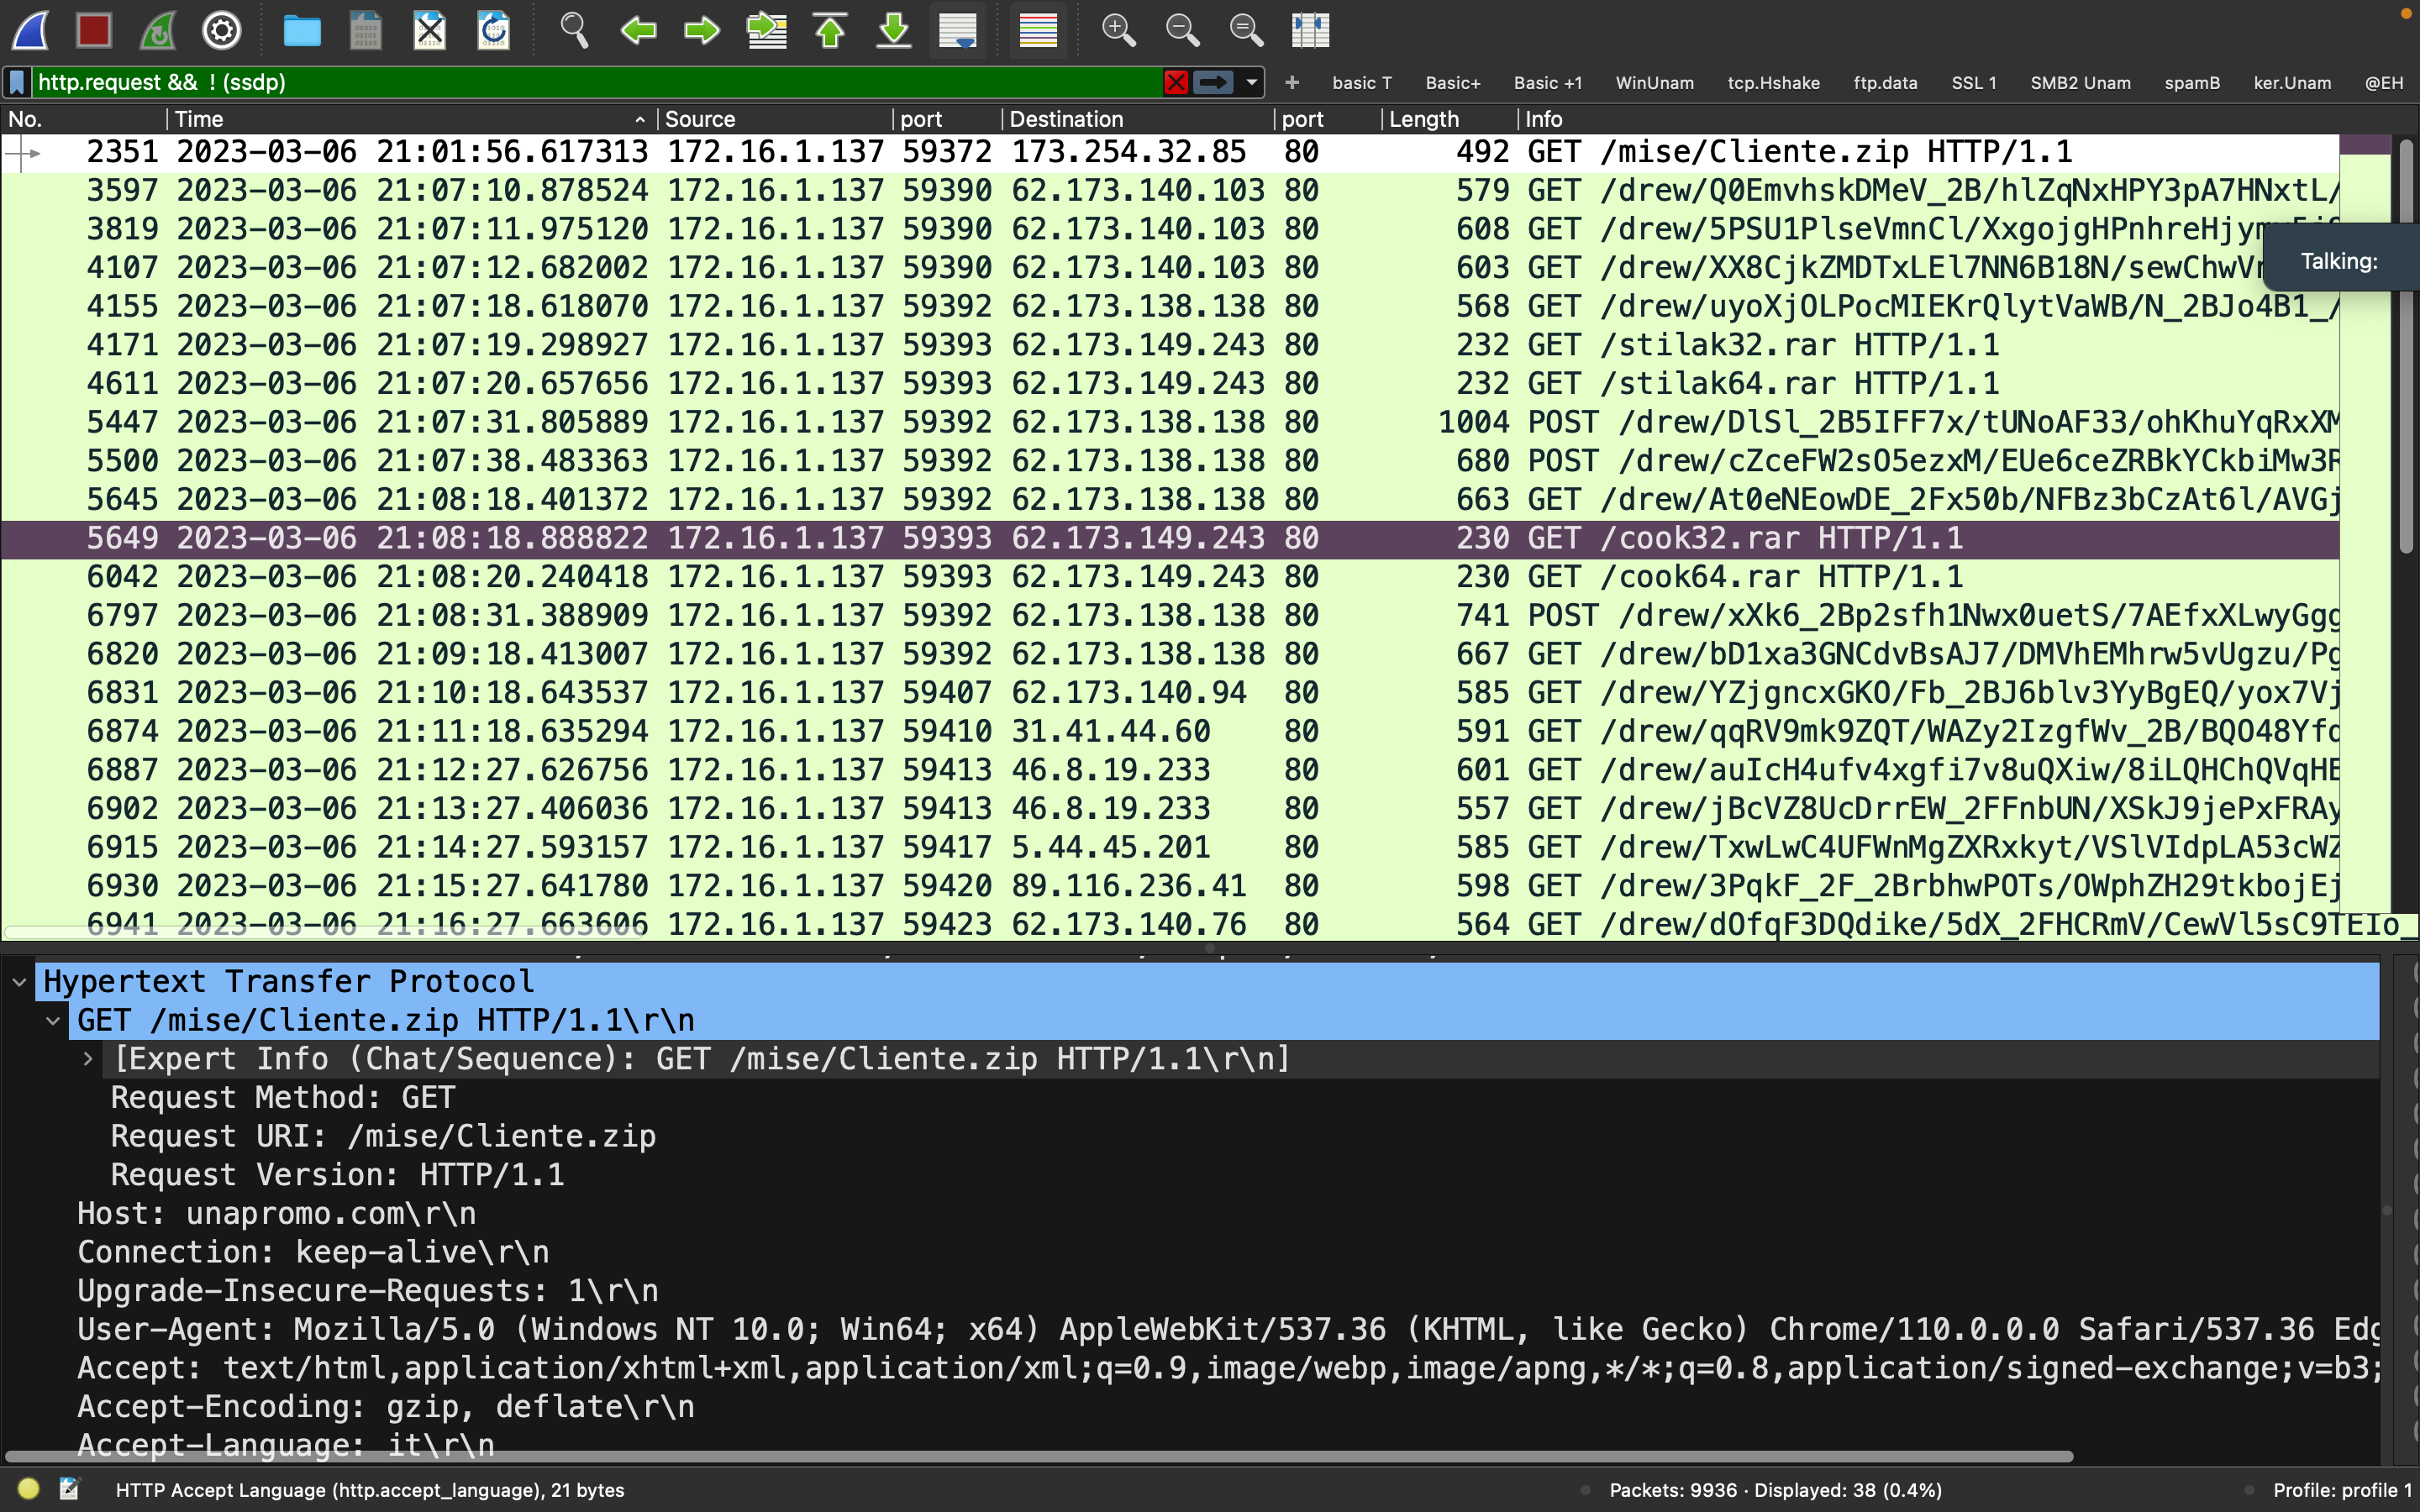 http.request && ! (ssdp)
+ basic T Basic+ Basic +1 WinUnam tcp.Hshake ftp.data SSL 1 SMB2 Unam spamB ker.Unam @EH
No. Time Source port Destination port Length Info
2351 2023-03-06 21:01:56.617313 172.16.1.137 59372 173.254.32.85 80 492 GET /mise/Cliente.zip HTTP/1.1
3597 2023-03-06 21:07:10.878524 172.16.1.137 59390 62.173.140.103 80 579 GET /drew/Q0EmvhskDMeV_2B/hlZqNxHPY3pA7HNxtL/
3819 2023-03-06 21:07:11.975120 172.16.1.137 59390 62.173.140.103 80 608 GET /drew/5PSU1PlseVmnCl/XxgojgHPnhreHjym
Talking:
4107 2023-03-06 21:07:12.682002 172.16.1.137 59390 62.173.140.103 80 603 GET /drew/XX8CjkZMDTxLEl7NN6B18N/sewChwV
4155 2023-03-06 21:07:18.618070 172.16.1.137 59392 62.173.138.138 80 568 GET /drew/uyoXjOLPocMIEKrQlytVaWB/N_2BJo4B1_/
4171 2023-03-06 21:07:19.298927 172.16.1.137 59393 62.173.149.243 80 232 GET /stilak32.rar HTTP/1.1
4611 2023-03-06 21:07:20.657656 172.16.1.137 59393 62.173.149.243 80 232 GET /stilak64.rar HTTP/1.1
5447 2023-03-06 21:07:31.805889 172.16.1.137 59392 62.173.138.138 80 1004 POST /drew/DlSl_2B5IFF7x/tUNoAF33/ohKhuYqRxXM
5500 2023-03-06 21:07:38.483363 172.16.1.137 59392 62.173.138.138 80 680 POST /drew/cZceFW2sO5ezxM/EUe6ceZRBkYCkbiMw3R
5645 2023-03-06 21:08:18.401372 172.16.1.137 59392 62.173.138.138 80 663 GET /drew/At0eNEowDE_2Fx50b/NFBz3bCzAt6l/AVGj
5649 2023-03-06 21:08:18.888822 172.16.1.137 59393 62.173.149.243 80 230 GET /cook32.rar HTTP/1.1
6042 2023-03-06 21:08:20.240418 172.16.1.137 59393 62.173.149.243 80 230 GET /cook64.rar HTTP/1.1
6797 2023-03-06 21:08:31.388909 172.16.1.137 59392 62.173.138.138 80 741 POST /drew/xXk6_2Bp2sfh1Nwx0uetS/7AEfxXLwyGgg
6820 2023-03-06 21:09:18.413007 172.16.1.137 59392 62.173.138.138 80 667 GET /drew/bD1xa3GNCdvBsAJ7/DMVhEMhrw5vUgzu/Pg
6831 2023-03-06 21:10:18.643537 172.16.1.137 59407 62.173.140.94 80 585 GET /drew/YZjgncxGKO/Fb_2BJ6blv3YyBgEQ/yox7Vj
6874 2023-03-06 21:11:18.635294 172.16.1.137 59410 31.41.44.60 80 591 GET /drew/qqRV9mk9ZQT/WAZy2IzgfWv_2B/BQO48Yfo
6887 2023-03-06 21:12:27.626756 172.16.1.137 59413 46.8.19.233 80 601 GET /drew/auIcH4ufv4xgfi7v8uQXiw/8iLQHChQVqHE
6902 2023-03-06 21:13:27.406036 172.16.1.137 59413 46.8.19.233 80 557 GET /drew/jBcVZ8UcDrrEW_2FFnbUN/XSkJ9jePxFRAy
6915 2023-03-06 21:14:27.593157 172.16.1.137 59417 5.44.45.201 80 585 GET /drew/TxwLwC4UFWnMgZXRxkyt/VSlVIdpLA53cWZ
6930 2023-03-06 21:15:27.641780 172.16.1.137 59420 89.116.236.41 80 598 GET /drew/3PqkF_2F_2BrbhwPOTs/OWphZH29tkbojEj
6941 2023-03-06 21:16:27.663606 172.16.1.137 59423 62.173.140.76 80 564 GET /drew/dOfqF3DQdike/5dX_2FHCRmV/CewVl5sC9TEIo_
Hypertext Transfer Protocol
GET /mise/Cliente.zip HTTP/1.1\r\n
[Expert Info (Chat/Sequence): GET /mise/Cliente.zip HTTP/1.1\r\n]
Request Method: GET
Request URI: /mise/Cliente.zip
Request Version: HTTP/1.1
Host: unapromo.com\r\n
Connection: keep-alive\r\n
Upgrade-Insecure-Requests: 1\r\n
User-Agent: Mozilla/5.0 (Windows NT 10.0; Win64; x64) AppleWebKit/537.36 (KHTML, like Gecko) Chrome/110.0.0.0 Safari/537.36 Edg
Accept: text/html,application/xhtml+xml,application/xml;q=0.9,image/webp,image/apng,*/*;q=0.8,application/signed-exchange;v=b3;
Accept-Encoding: gzip, deflate\r\n
Accept-Language: it\r\n
HTTP Accept Language (http.accept_language), 21 bytes Packets: 9936 · Displayed: 38 (0.4%) Profile: profile 1